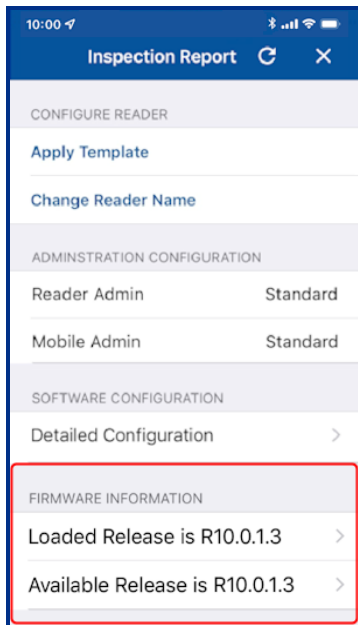 10:00
Inspection Report
CONFIGURE READER
Apply Template
Change Reader Name
ADMINSTRATION CONFIGURATION
Reader Admin Standard
Mobile Admin Standard
SOFTWARE CONFIGURATION
Detailed Configuration
FIRMWARE INFORMATION
Loaded Release is R10.0.1.3
Available Release is R10.0.1.3